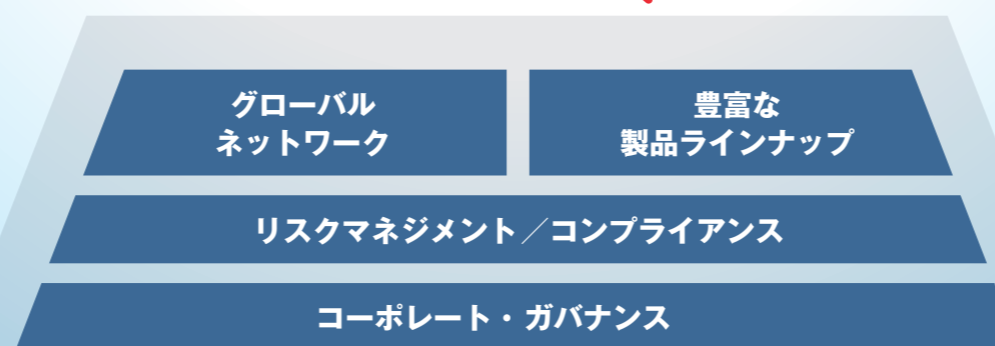 グローバル
ネットワーク
豊富な
製品ラインナップ
リスクマネジメント／コンプライアンス
コーポレート・ガバナンス